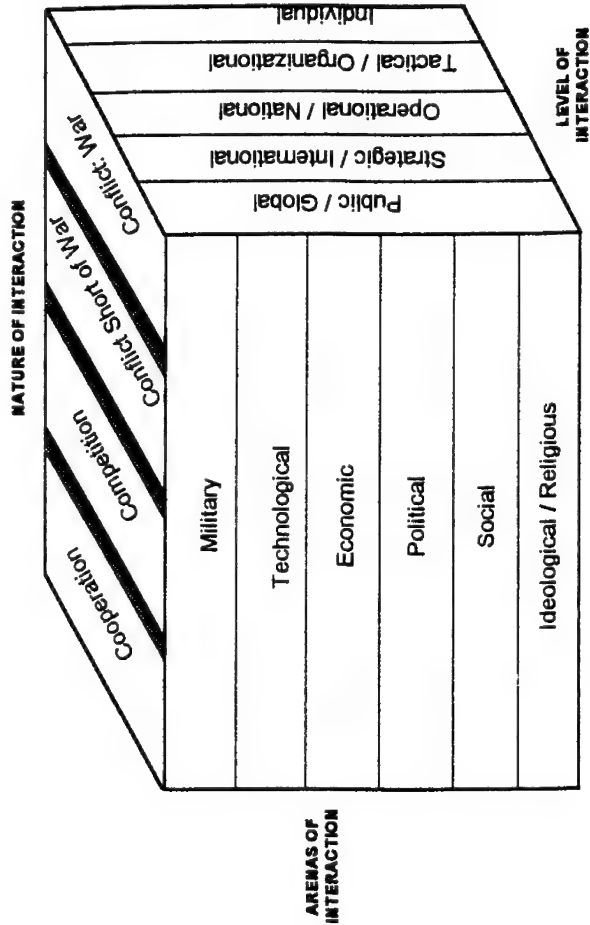 NATURE OF INTERACTION
Cooperation
Competition
Conflict Short of War
Conflict: War
ARENAS OF
INTERACTION
Military
Technological
Economic
Political
Social
Ideological / Religious
Public / Global
Strategic / International
Operational / National
Tactical / Organizational
Individual
LEVEL OF
INTERACTION